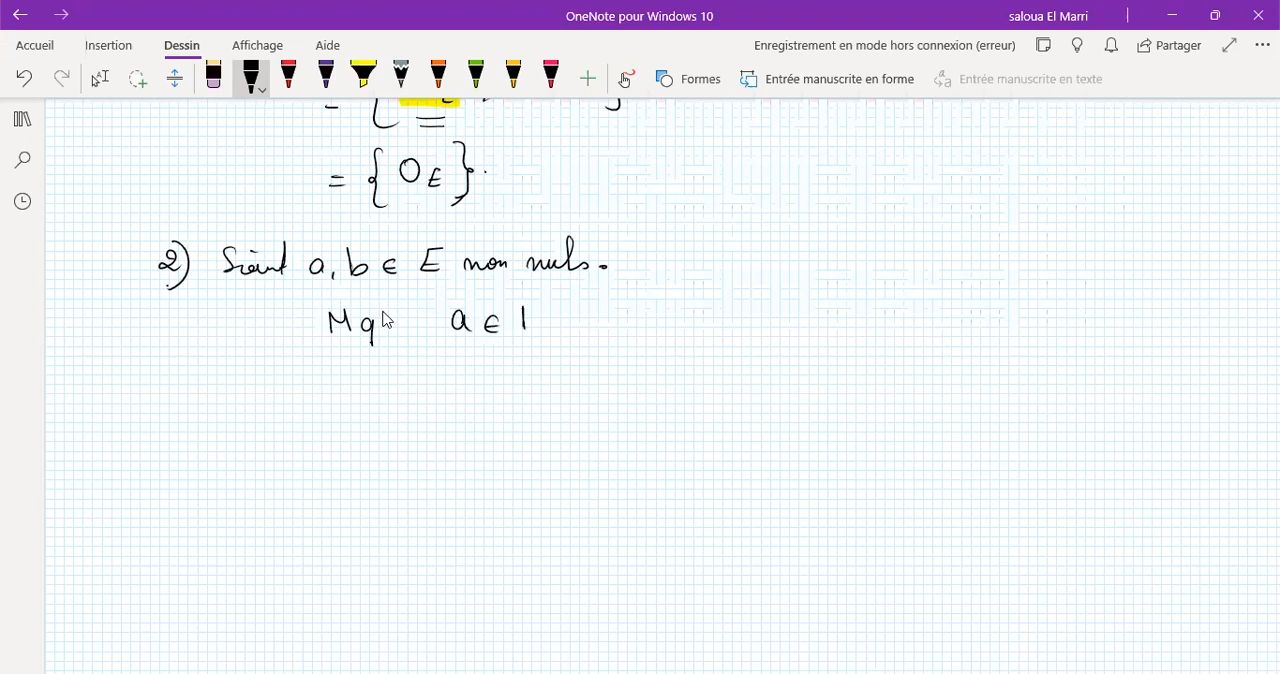 OneNote pour Windows 10
saloua El Marri
Accueil Insertion Dessin Affichage Aide
Enregistrement en mode hors connexion (erreur)
Partager
Formes
Entrée manuscrite en forme
Entrée manuscrite en texte
= { 0E }.
2) Soient a, b ∈ E non nuls.
Mq a ∈ |